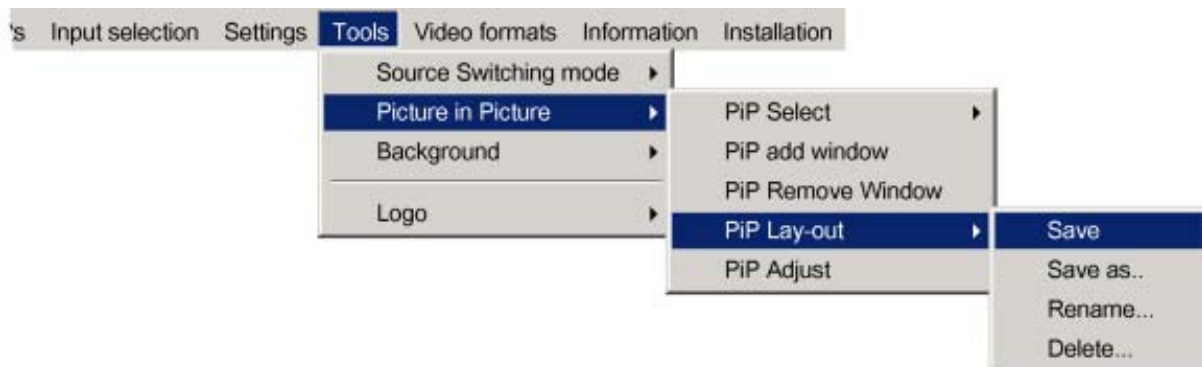 's Input selection Settings Tools Video formats Information Installation
Source Switching mode
Picture in Picture
Background
Logo
PiP Select
PiP add window
PiP Remove Window
PiP Lay-out
PiP Adjust
Save
Save as..
Rename...
Delete...